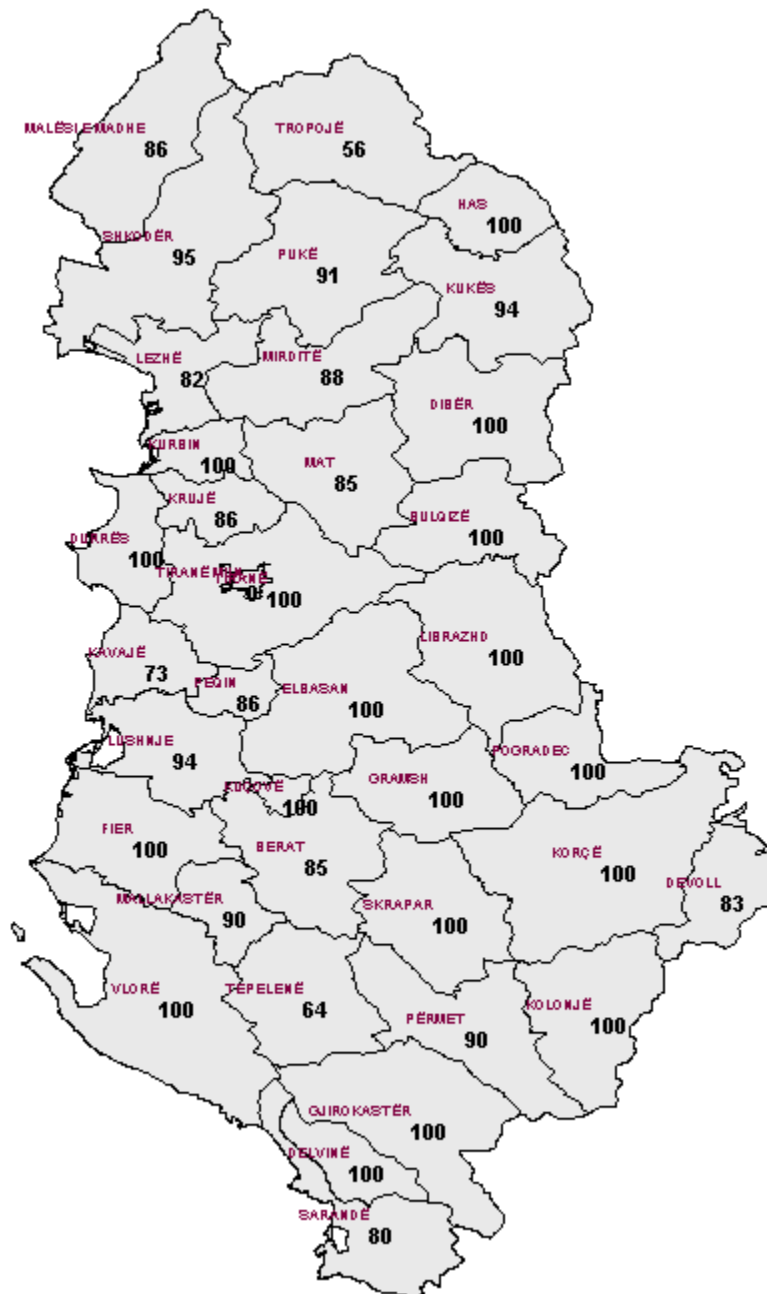 MALËSI E MADHE
86
TROPOJË
56
HAS
100
SHKODËR
95
PUKË
91
KUKËS
94
LEZHË
82
MIRDITË
88
DIBËR
100
KURBIN
100
MAT
85
KRUJË
86
BULQIZË
100
DURRËS
100
TIRANË
0
100
LIBRAZHD
100
KAVAJË
73
PEQIN
86
ELBASAN
100
LUSHNJE
94
POGRADEC
100
KUÇOVË
100
GRAMSH
100
FIER
100
BERAT
85
KORÇË
100
DEVOLL
83
MALLAKASTËR
90
SKRAPAR
100
VLORË
100
TEPELENË
64
PËRMET
90
KOLONJË
100
GJIROKASTËR
100
DELVINË
100
SARANDË
80